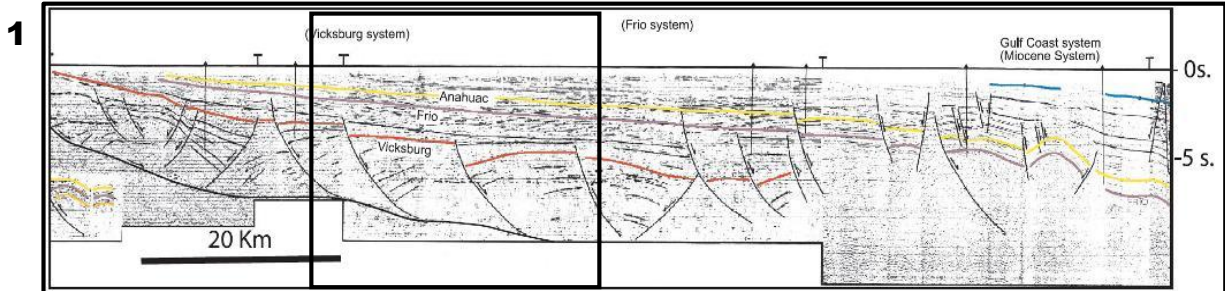 1
(Vicksburg system)
(Frio system)
Gulf Coast system
(Miocene System)
0s.
Anahuac
Frio
Vicksburg
-5 s.
20 Km